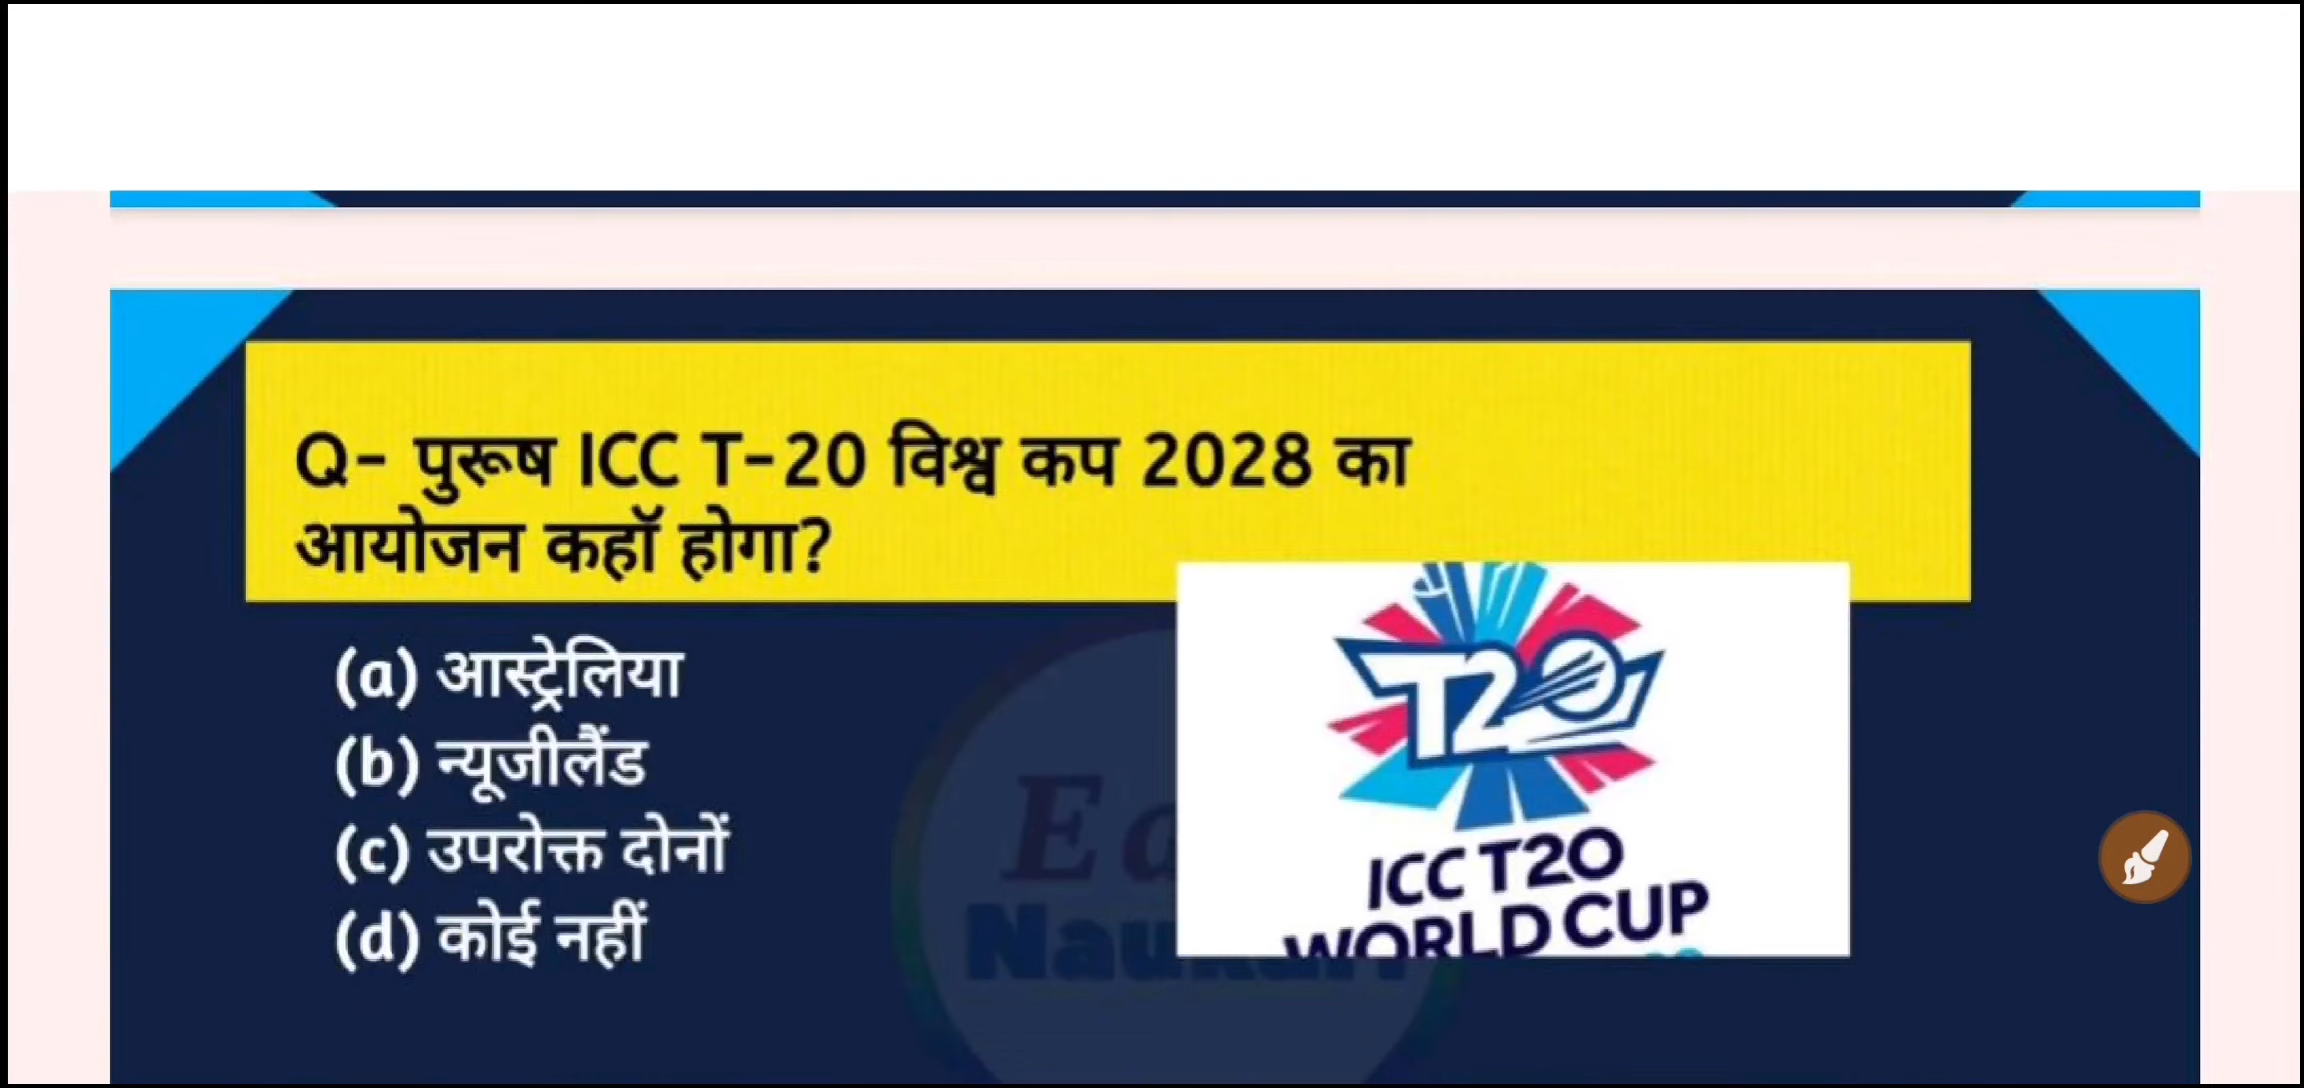 Q- पुरूष ICC T-20 विश्व कप 2028 का
आयोजन कहॉ होगा?
(a) आस्ट्रेलिया
(b) न्यूजीलैंड
(c) उपरोक्त दोनों
(d) कोई नहीं
T20
ICC T20
WORLD CUP